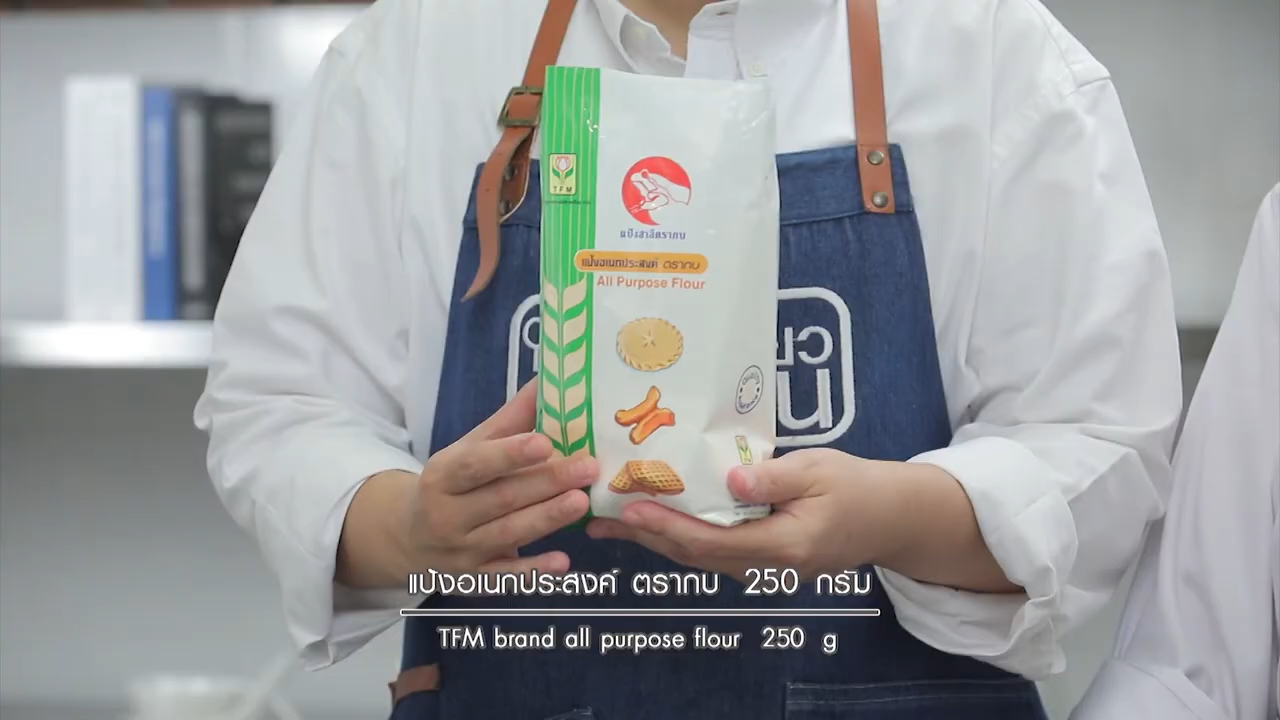 TFM
แป้งสาลีตรากบ
แป้งอเนกประสงค์ ตรากบ
All Purpose Flour
แป้งอเนกประสงค์ ตรากบ 250 กรัม
TFM brand all purpose flour 250 g